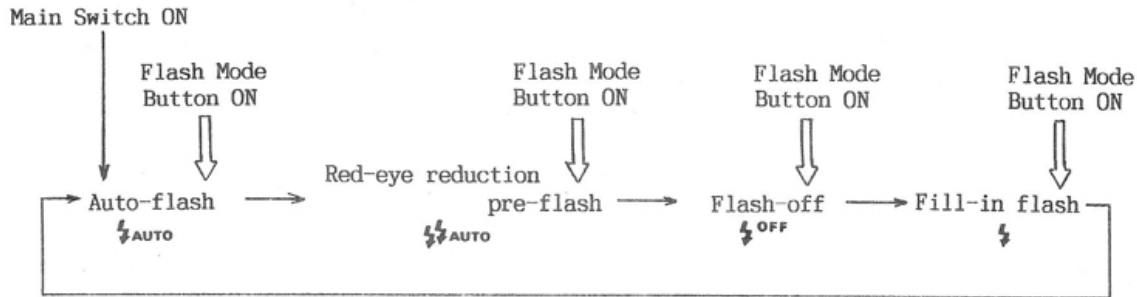 Main Switch ON
Flash Mode
Button ON
Flash Mode
Button ON
Flash Mode
Button ON
Flash Mode
Button ON
Auto-flash
AUTO
Red-eye reduction
pre-flash
AUTO
Flash-off
OFF
Fill-in flash